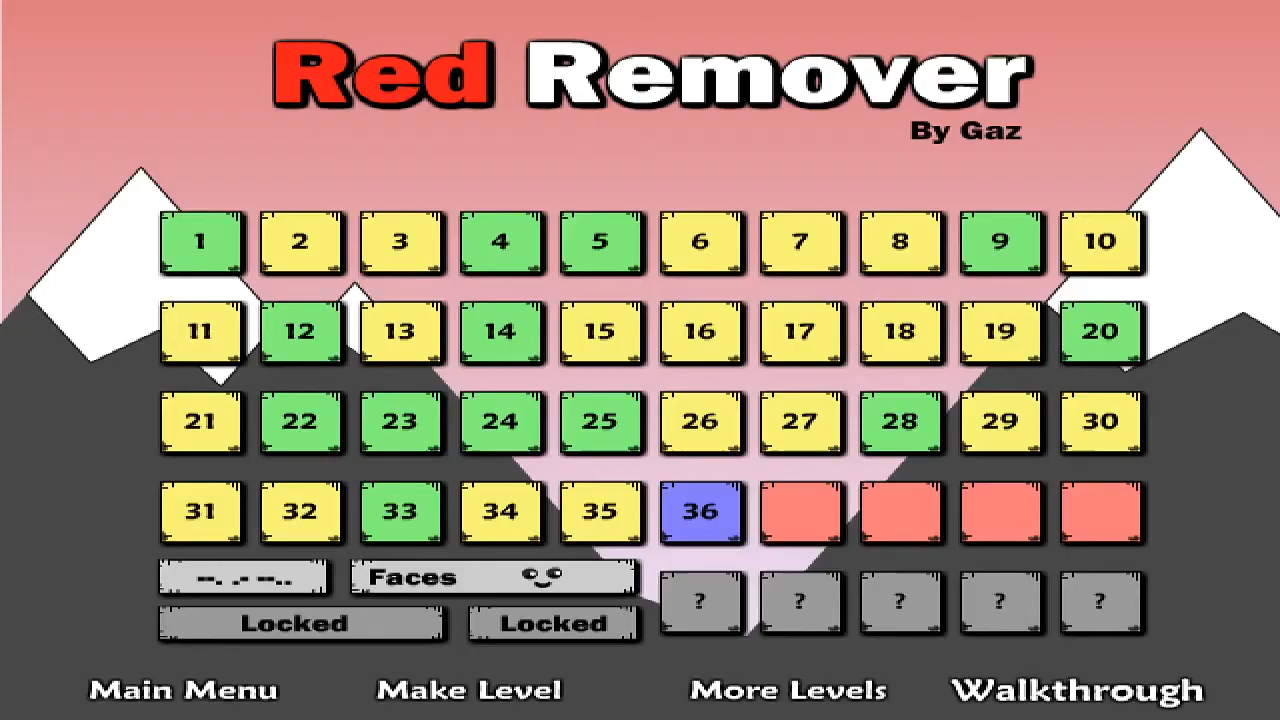 Red Remover
By Gaz
1 2 3 4 5 6 7 8 9 10
11 12 13 14 15 16 17 18 19 20
21 22 23 24 25 26 27 28 29 30
31 32 33 34 35 36
--. .- --.. Faces
? ? ? ? ?
Locked Locked
Main Menu Make Level More Levels Walkthrough